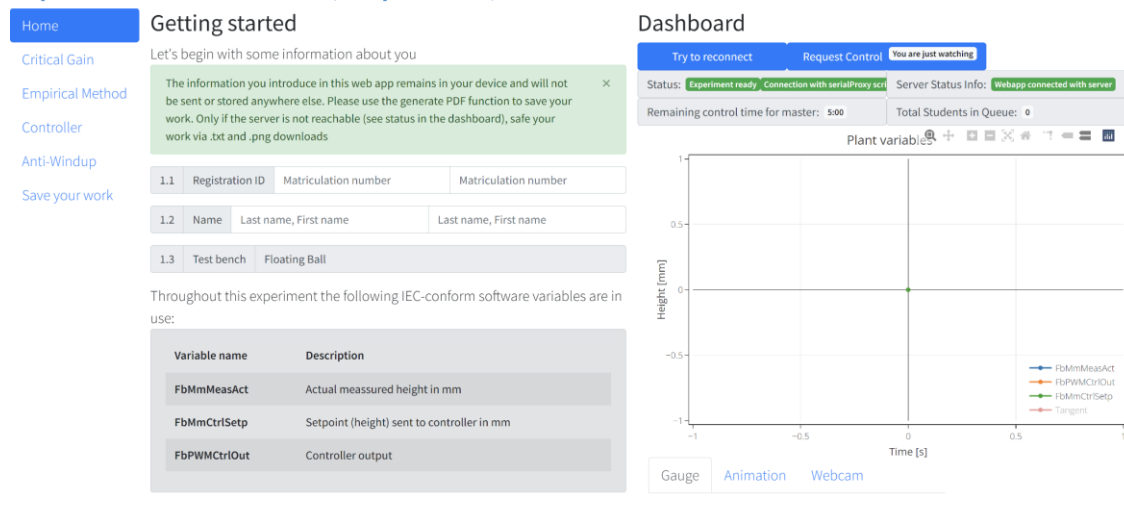 Home
Critical Gain
Empirical Method
Controller
Anti-Windup
Save your work
Getting started
Let's begin with some information about you
The information you introduce in this web app remains in your device and will not
be sent or stored anywhere else. Please use the generate PDF function to save your
work. Only if the server is not reachable (see status in the dashboard), safe your
work via .txt and .png downloads
×
1.1 Registration ID Matriculation number Matriculation number
1.2 Name Last name, First name Last name, First name
1.3 Test bench Floating Ball
Throughout this experiment the following IEC-conform software variables are in
use:
Variable name Description
FbMmMeasAct Actual meassured height in mm
FbMmCtrlSetp Setpoint (height) sent to controller in mm
FbPWMCtrlOut Controller output
Dashboard
Try to reconnect Request Control You are just watching
Status: Experiment ready Connection with serialProxy scri
Server Status Info: Webapp connected with server
Remaining control time for master: 5:00
Total Students in Queue: 0
Plant variables
Height [mm]
1
0.5
0
−0.5
−1
−1 −0.5 0 0.5 1
Time [s]
FbMmMeasAct
FbPWMCtrlOut
FbMmCtrlSetp
Tangent
Gauge Animation Webcam